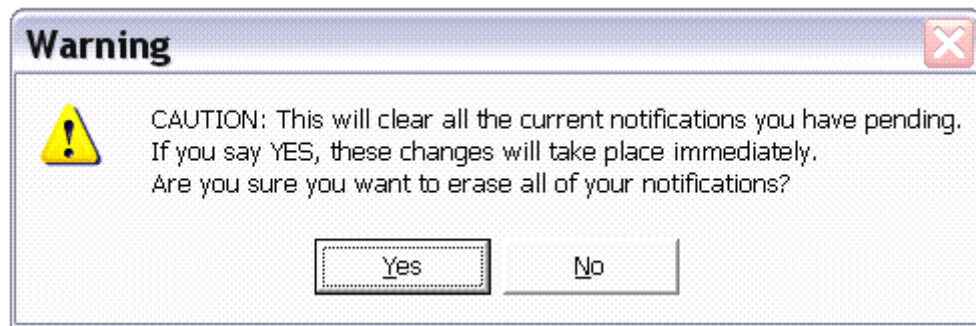 Warning
CAUTION: This will clear all the current notifications you have pending.
If you say YES, these changes will take place immediately.
Are you sure you want to erase all of your notifications?
Yes No